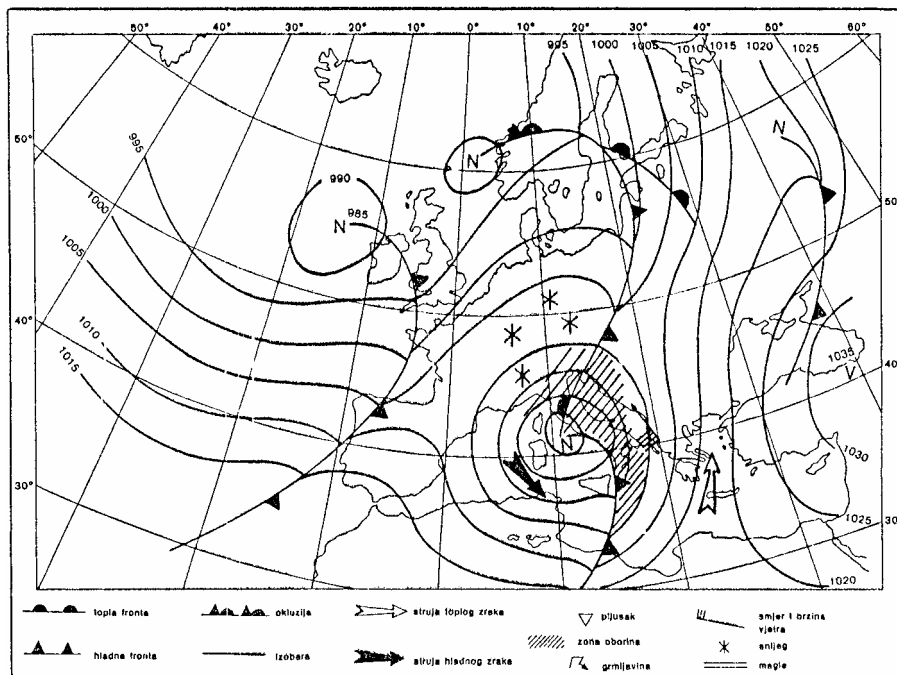 60° 50° 40° 30° 20° 10° 0° 10° 20° 30° 40° 50° 60°
995 1000 1005 1010 1015 1020 1025
50°
995
N
N
990
1000
985
N
50°
1005
40°
1010
1035
V
40°
1015
N
1030
30°
1025
30°
1020
topla fronta
okluzija
struja toplog zraka
pljusak
smjer i brzina
vjetra
zona oborina
hladna fronta
izobara
struja hladnog zraka
grmljavina
snijeg
magle